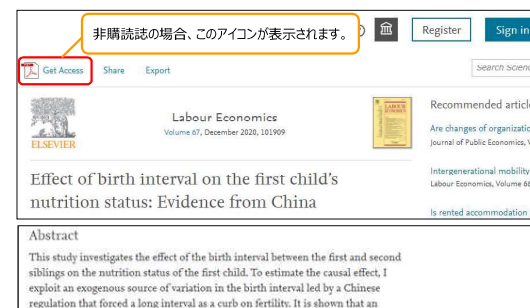 非購読誌の場合、このアイコンが表示されます。
Register
Sign in
Get Access
Share
Export
Search Scienc
ELSEVIER
Labour Economics
Volume 67, December 2020, 101909
LABOUR ECONOMICS
Effect of birth interval on the first child's
nutrition status: Evidence from China
Recommended article
Are changes of organizatio
Journal of Public Economics, V
Intergenerational mobility
Labour Economics, Volume 66
Is rented accommodation
Abstract
This study investigates the effect of the birth interval between the first and second
siblings on the nutrition status of the first child. To estimate the causal effect, I
exploit an exogenous source of variation in the birth interval led by a Chinese
regulation that forced a long interval as a curb on fertility. It is shown that an